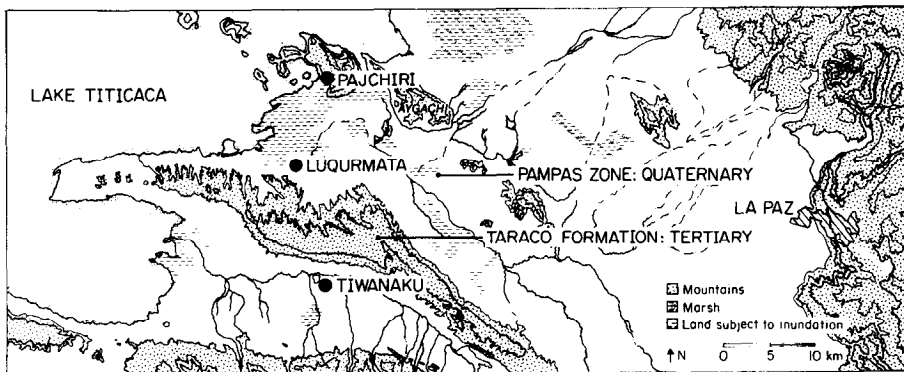 PAJCHIRI
LAKE TITICACA
AYGACHI
LUQURMATA
PAMPAS ZONE: QUATERNARY
LA PAZ
TARACO FORMATION: TERTIARY
TIWANAKU
Mountains
Marsh
Land subject to inundation
N 0 5 10 km